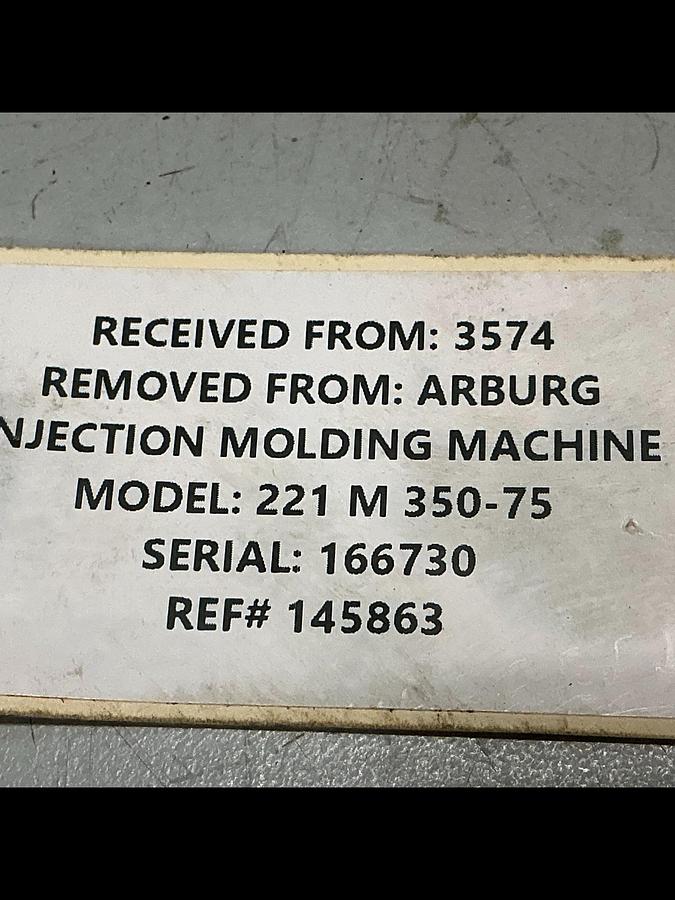 RECEIVED FROM: 3574
REMOVED FROM: ARBURG
NJECTION MOLDING MACHINE
MODEL: 221 M 350-75
SERIAL: 166730
REF# 145863